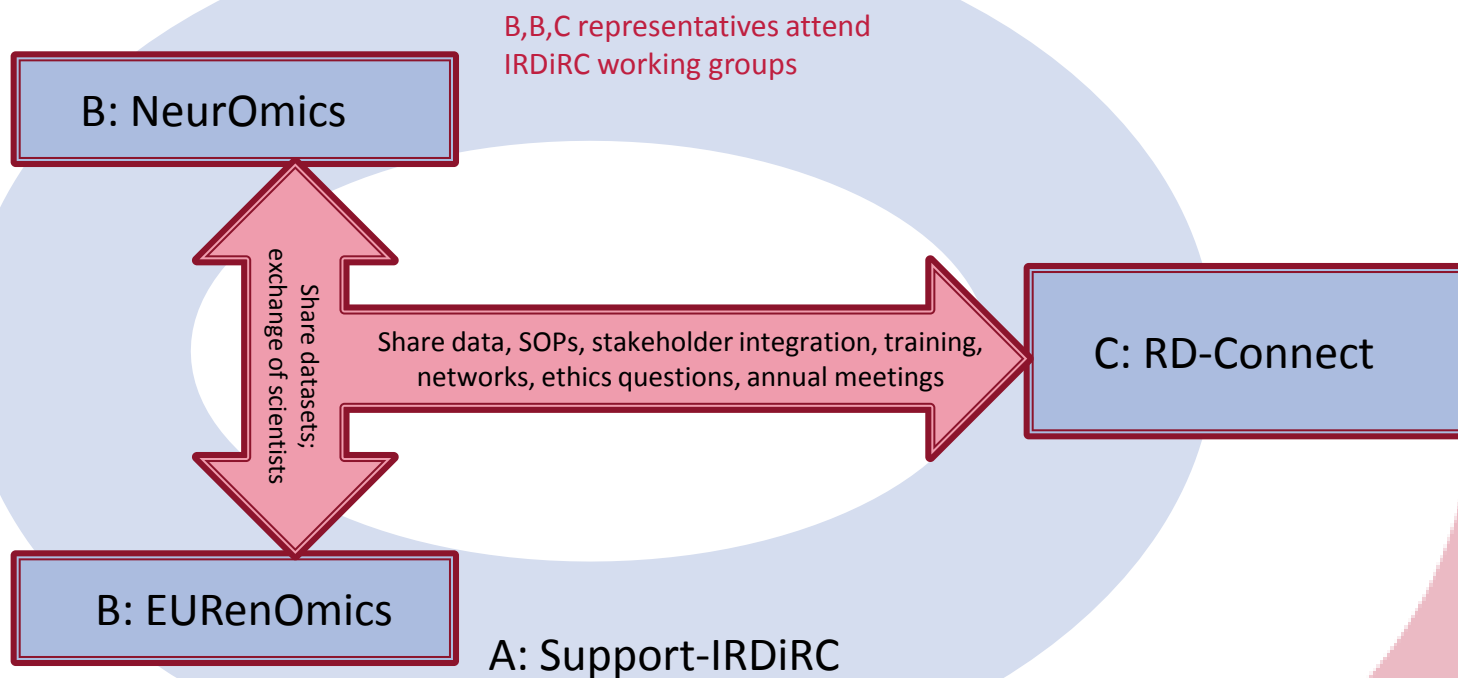 B,B,C representatives attend
IRDiRC working groups
B: NeurOmics
Share datasets;
exchange of scientists
Share data, SOPs, stakeholder integration, training,
networks, ethics questions, annual meetings
C: RD-Connect
B: EURenOmics
A: Support-IRDiRC